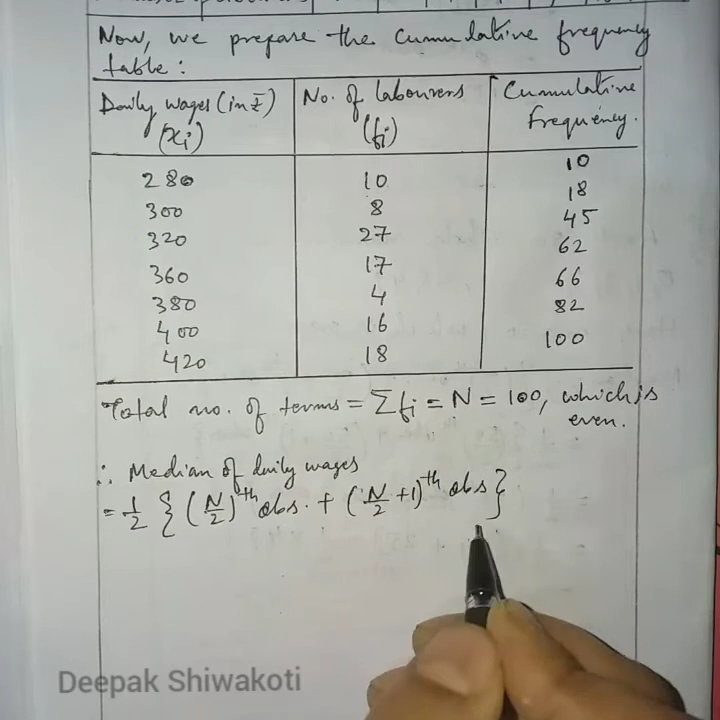 Now, we prepare the cumulative frequency
table:
Daily wages (in ₹) No. of labourers Cumulative
(xi) (fi) frequency.
280 10 10
300 8 18
320 27 45
360 17 62
380 4 66
400 16 82
420 18 100
Total no. of terms = Σfi = N = 100, which is
even.
∴ Median of daily wages
= 1/2 { (N/2)th obs. + (N/2 + 1)th obs }
Deepak Shiwakoti